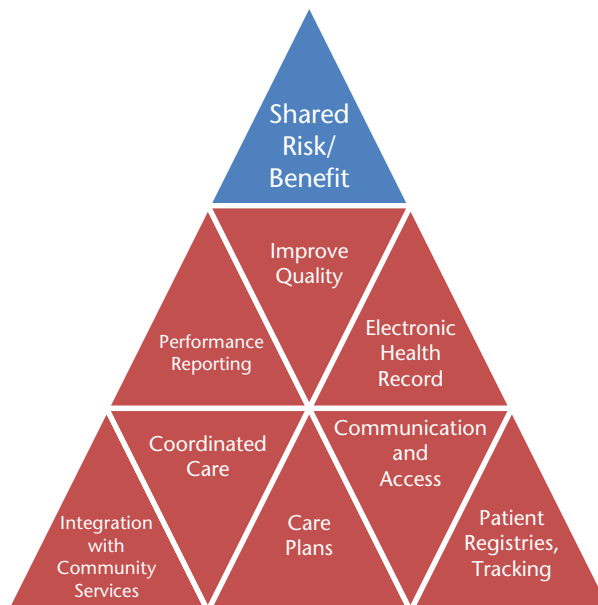 Shared
Risk/
Benefit
Improve
Quality
Performance
Reporting
Electronic
Health
Record
Coordinated
Care
Communication
and
Access
Integration
with
Community
Services
Care
Plans
Patient
Registries,
Tracking